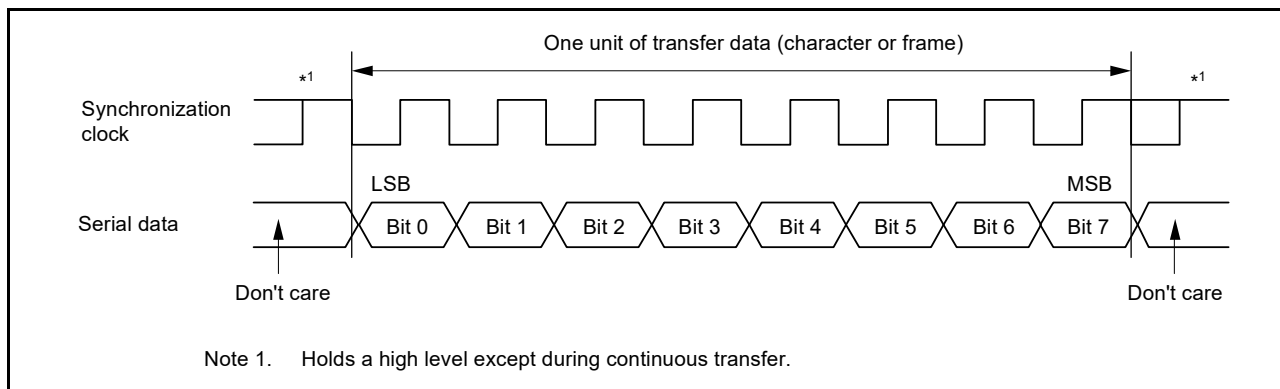 One unit of transfer data (character or frame)
*1
*1
Synchronization
clock
LSB
MSB
Serial data
Bit 0 Bit 1 Bit 2 Bit 3 Bit 4 Bit 5 Bit 6 Bit 7
Don't care
Don't care
Note 1. Holds a high level except during continuous transfer.